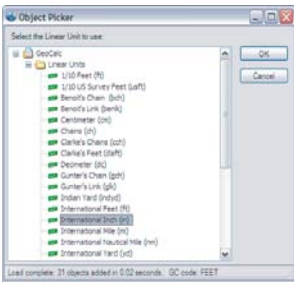 Object Picker
Select the Linear Unit to use:
GeoCalc
Linear Units
1/10 Feet (ft)
1/10 US Survey Feet (usft)
Benoit's Chain (bch)
Benoit's Link (benlk)
Centimeter (cm)
Chains (ch)
Clarke's Chains (cch)
Clarke's Feet (claft)
Decimeter (dc)
Gunter's Chain (gch)
Gunter's Link (glk)
Indian Yard (indyd)
International Feet (ft)
International Inch (in)
International Mile (m)
International Nautical Mile (nm)
International Yard (yd)
OK
Cancel
Load complete: 31 objects added in 0.02 seconds. GC code: FEET